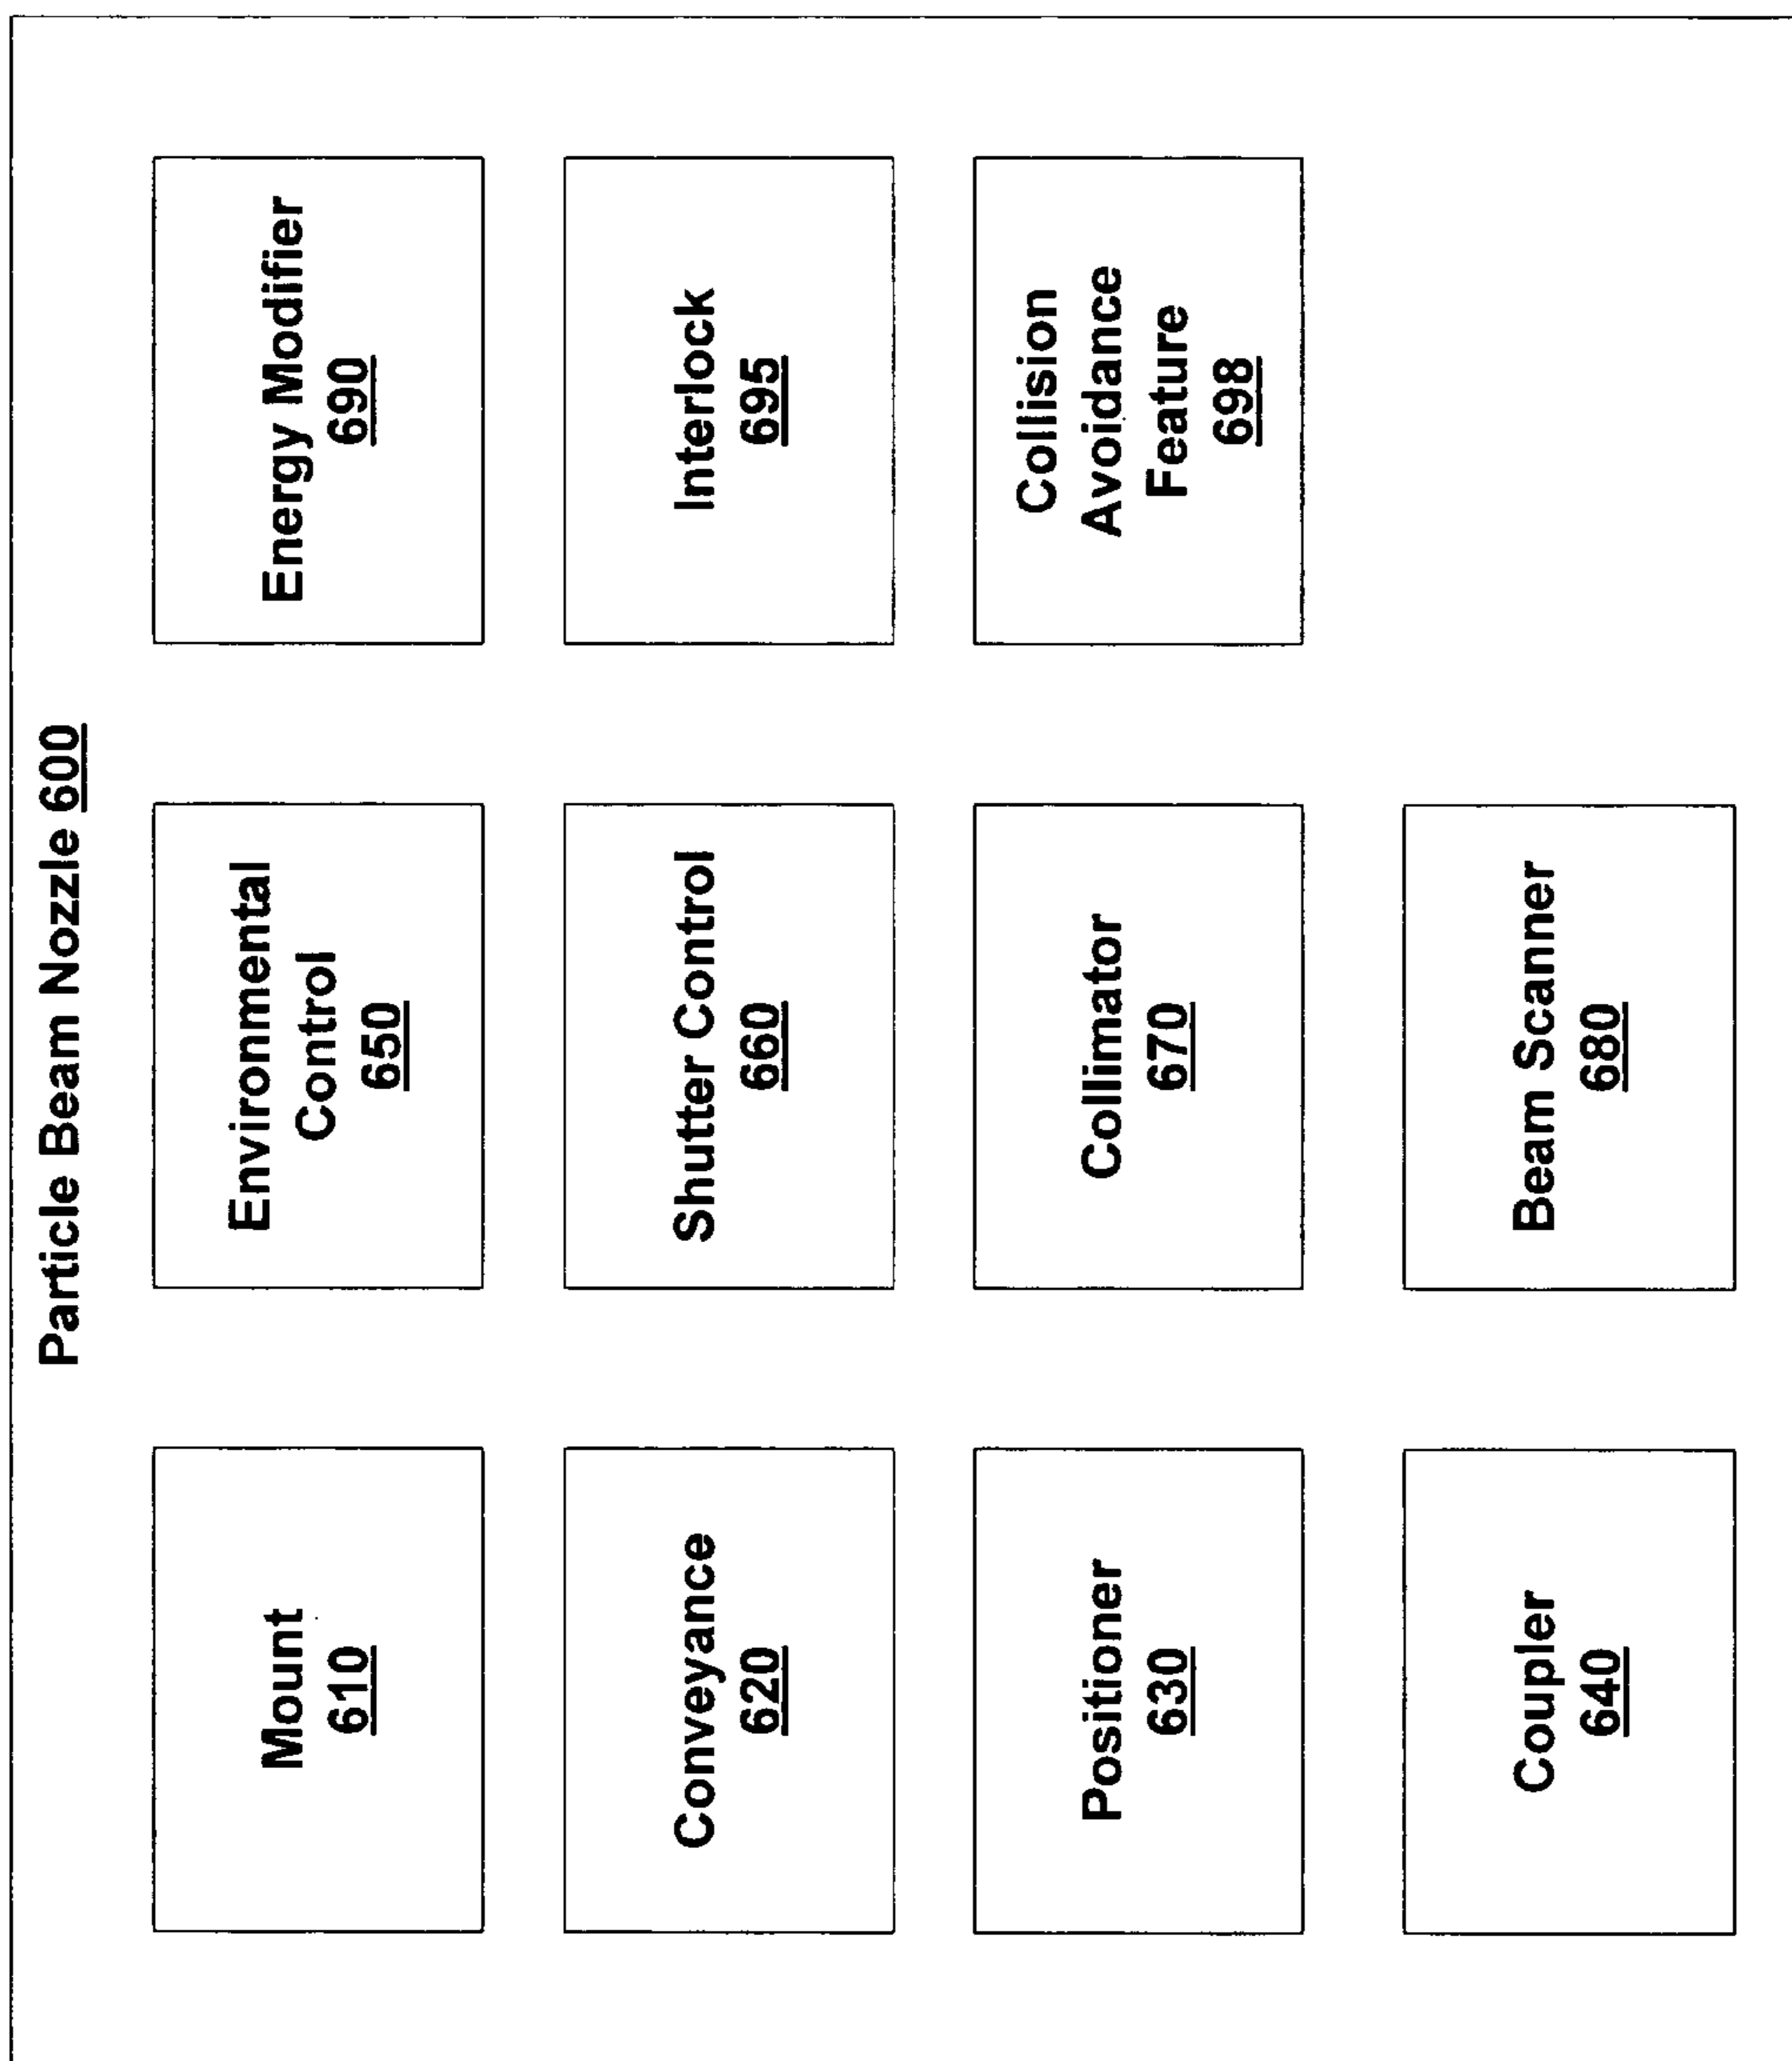 Particle Beam Nozzle 600
Mount
610
Conveyance
620
Positioner
630
Coupler
640
Environmental
Control
650
Shutter Control
660
Collimator
670
Beam Scanner
680
Energy Modifier
690
Interlock
695
Collision
Avoidance
Feature
698